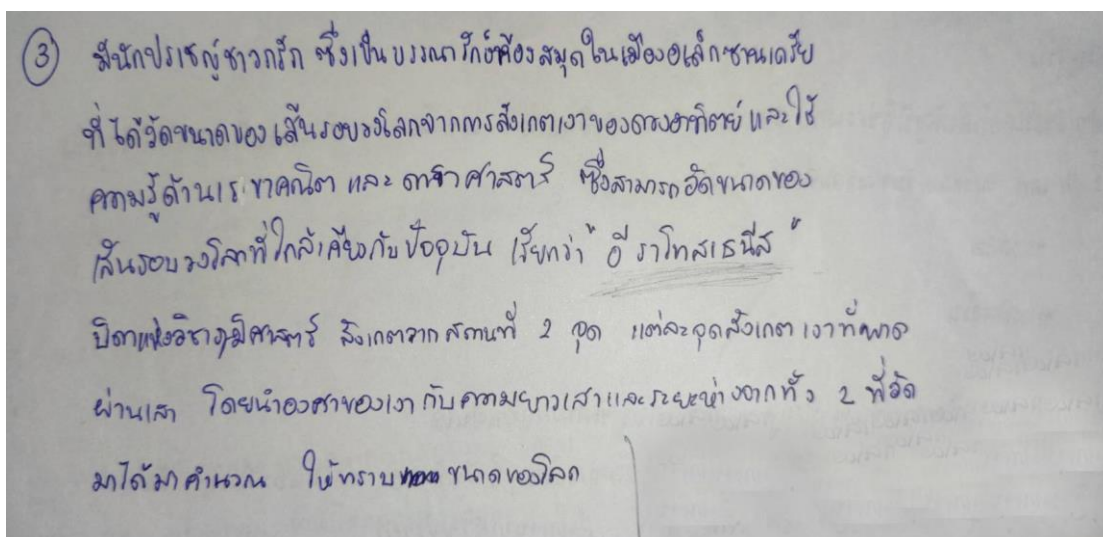 ③ มีนักปราชญ์ชาวกรีก ซึ่งเป็นบรรณารักษ์ห้องสมุดในเมืองอเล็กซานเดรีย
ที่ได้วัดขนาดของเส้นรอบวงโลกจากการสังเกตเงาของดวงอาทิตย์ และใช้
ความรู้ด้านเรขาคณิต และ ดาราศาสตร์ ซึ่งสามารถวัดขนาดของ
เส้นรอบวงโลกที่ใกล้เคียงกับปัจจุบัน เรียกว่า "อีราโทสเธนีส"
บิดาแห่งวิชาภูมิศาสตร์ สังเกตจากสถานที่ 2 จุด แต่ละจุดสังเกตเงาที่พาด
ผ่านเสา โดยนำองศาของเงากับความยาวเสาและระยะห่างจากทั้ง 2 ที่วัด
มาได้มาคำนวณ ให้ทราบขนาดของโลก